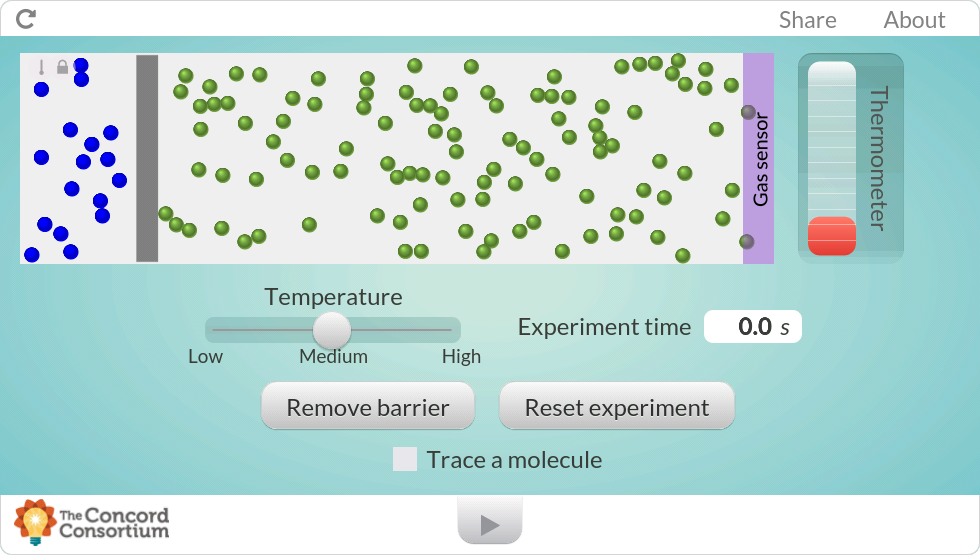 Share About
Gas sensor
Thermometer
Temperature
Low Medium High
Experiment time 0.0 s
Remove barrier Reset experiment
Trace a molecule
The Concord
Consortium